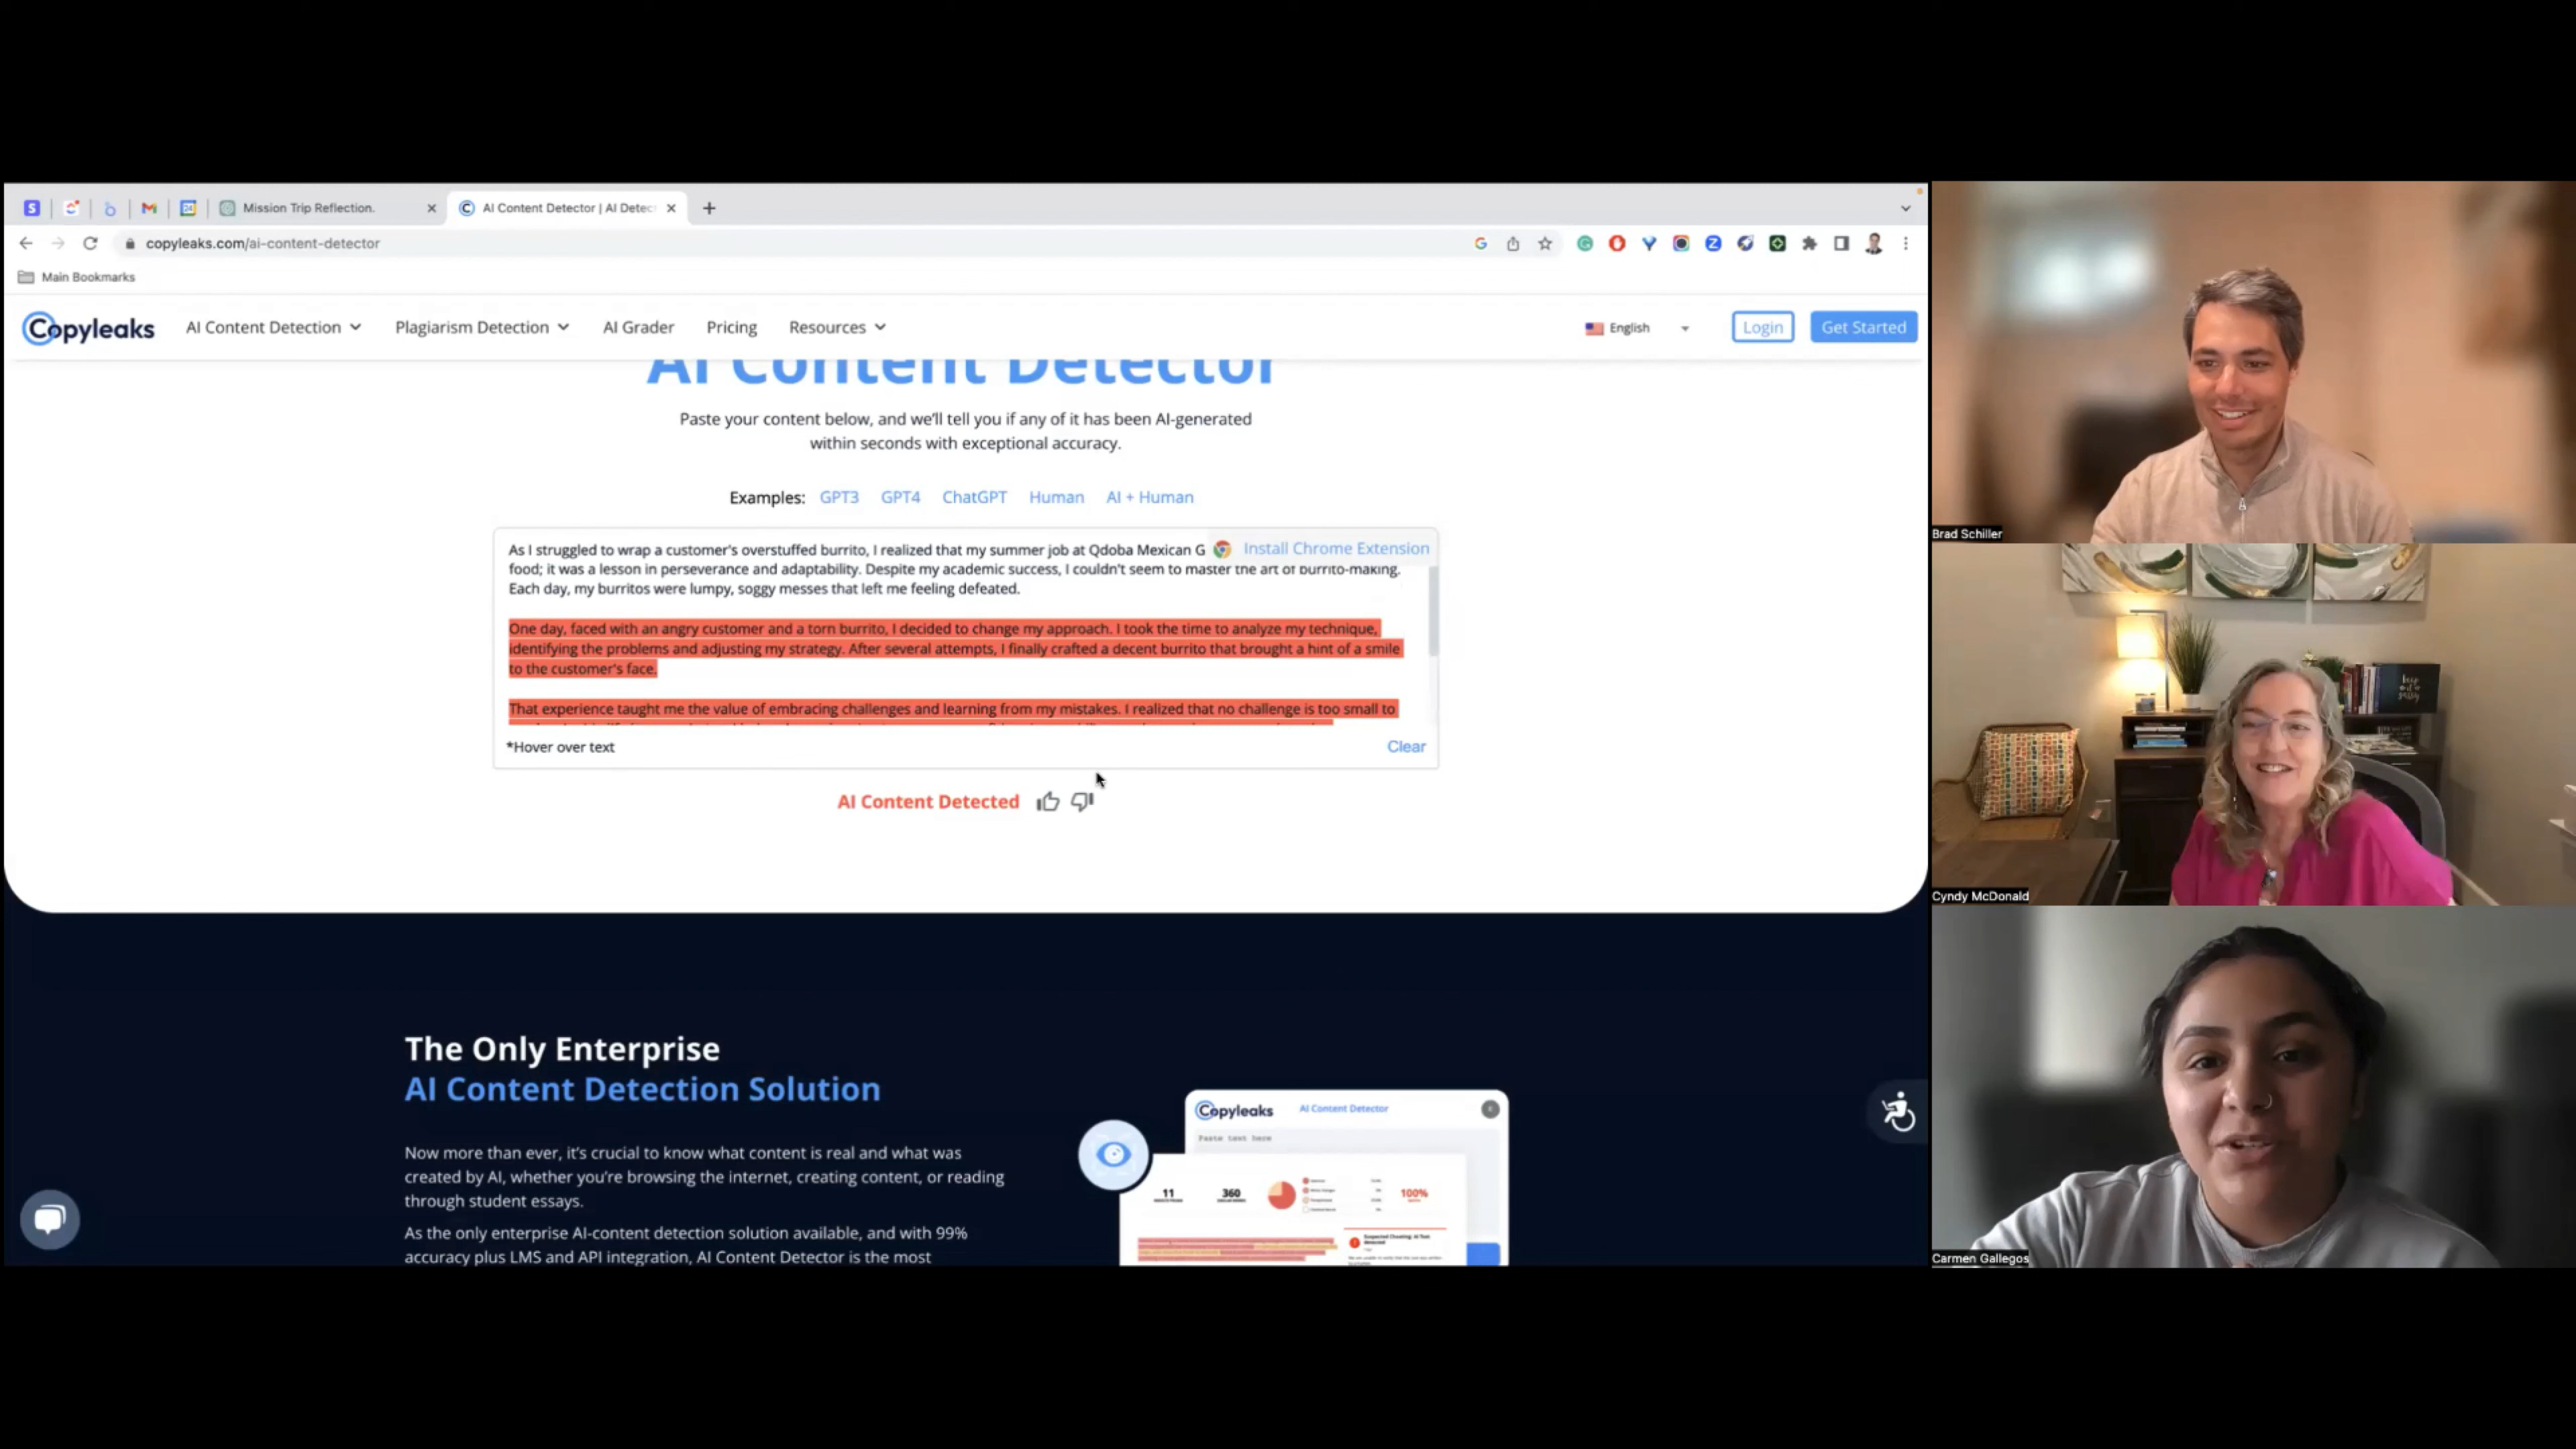 Mission Trip Reflection.
AI Content Detector | AI Detec
copyleaks.com/ai-content-detector
Main Bookmarks
Copyleaks
AI Content Detection
Plagiarism Detection
AI Grader
Pricing
Resources
English
Login
Get Started
AI Content Detector
Paste your content below, and we'll tell you if any of it has been AI-generated
within seconds with exceptional accuracy.
Examples: GPT3 GPT4 ChatGPT Human AI + Human
As I struggled to wrap a customer's overstuffed burrito, I realized that my summer job at Qdoba Mexican G
Install Chrome Extension
food; it was a lesson in perseverance and adaptability. Despite my academic success, I couldn't seem to master the art of burrito-making.
Each day, my burritos were lumpy, soggy messes that left me feeling defeated.
One day, faced with an angry customer and a torn burrito, I decided to change my approach. I took the time to analyze my technique,
identifying the problems and adjusting my strategy. After several attempts, I finally crafted a decent burrito that brought a hint of a smile
to the customer's face.
That experience taught me the value of embracing challenges and learning from my mistakes. I realized that no challenge is too small to
*Hover over text
Clear
AI Content Detected
The Only Enterprise
AI Content Detection Solution
Now more than ever, it's crucial to know what content is real and what was
created by AI, whether you're browsing the internet, creating content, or reading
through student essays.
As the only enterprise AI-content detection solution available, and with 99%
accuracy plus LMS and API integration, AI Content Detector is the most
Copyleaks
AI Content Detector
Paste text here
11
360
100%
Brad Schiller
Cyndy McDonald
Carmen Gallegos